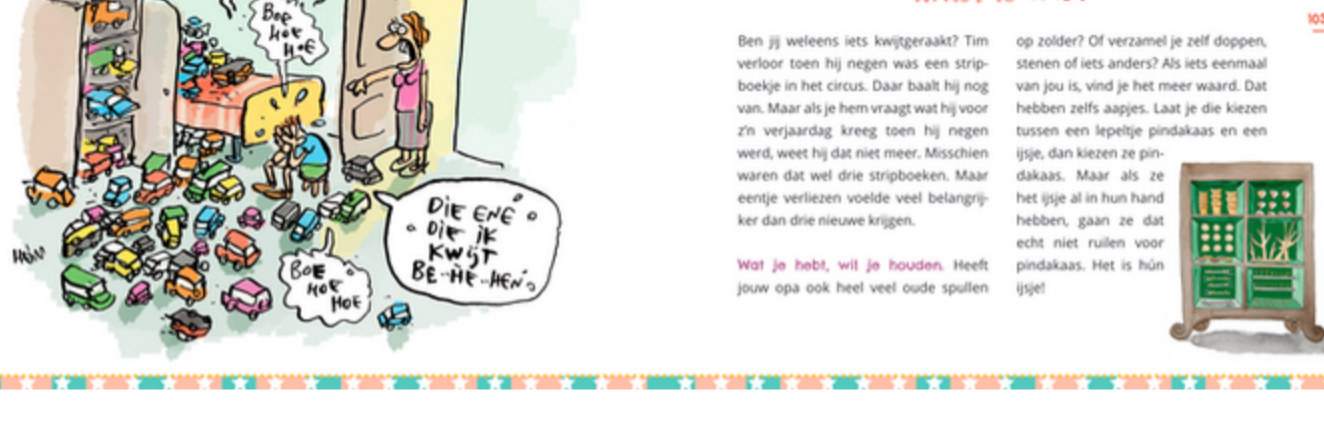 BOE
HOE
HOE
DIE ENE
DIE IK
KWIJT
BE--HE--HEN
BOE
HOE
HOE
HEIN
103
Ben jij weleens iets kwijtgeraakt? Tim
verloor toen hij negen was een strip-
boekje in het circus. Daar baalt hij nog
van. Maar als je hem vraagt wat hij voor
z'n verjaardag kreeg toen hij negen
werd, weet hij dat niet meer. Misschien
waren dat wel drie stripboeken. Maar
eentje verliezen voelde veel belangrij-
ker dan drie nieuwe krijgen.
Wat je hebt, wil je houden. Heeft
jouw opa ook heel veel oude spullen
op zolder? Of verzamel je zelf doppen,
stenen of iets anders? Als iets eenmaal
van jou is, vind je het meer waard. Dat
hebben zelfs aapjes. Laat je die kiezen
tussen een lepeltje pindakaas en een
ijsje, dan kiezen ze pin-
dakaas. Maar als ze
het ijsje al in hun hand
hebben, gaan ze dat
echt niet ruilen voor
pindakaas. Het is hún
ijsje!